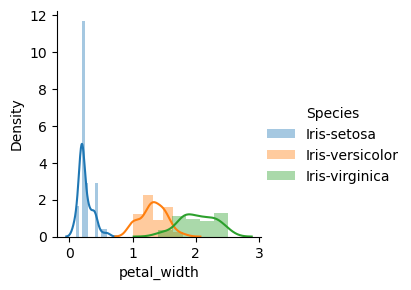 12
10
8
6
4
2
0
Density
0
1
2
3
petal_width
Species
Iris-setosa
Iris-versicolor
Iris-virginica